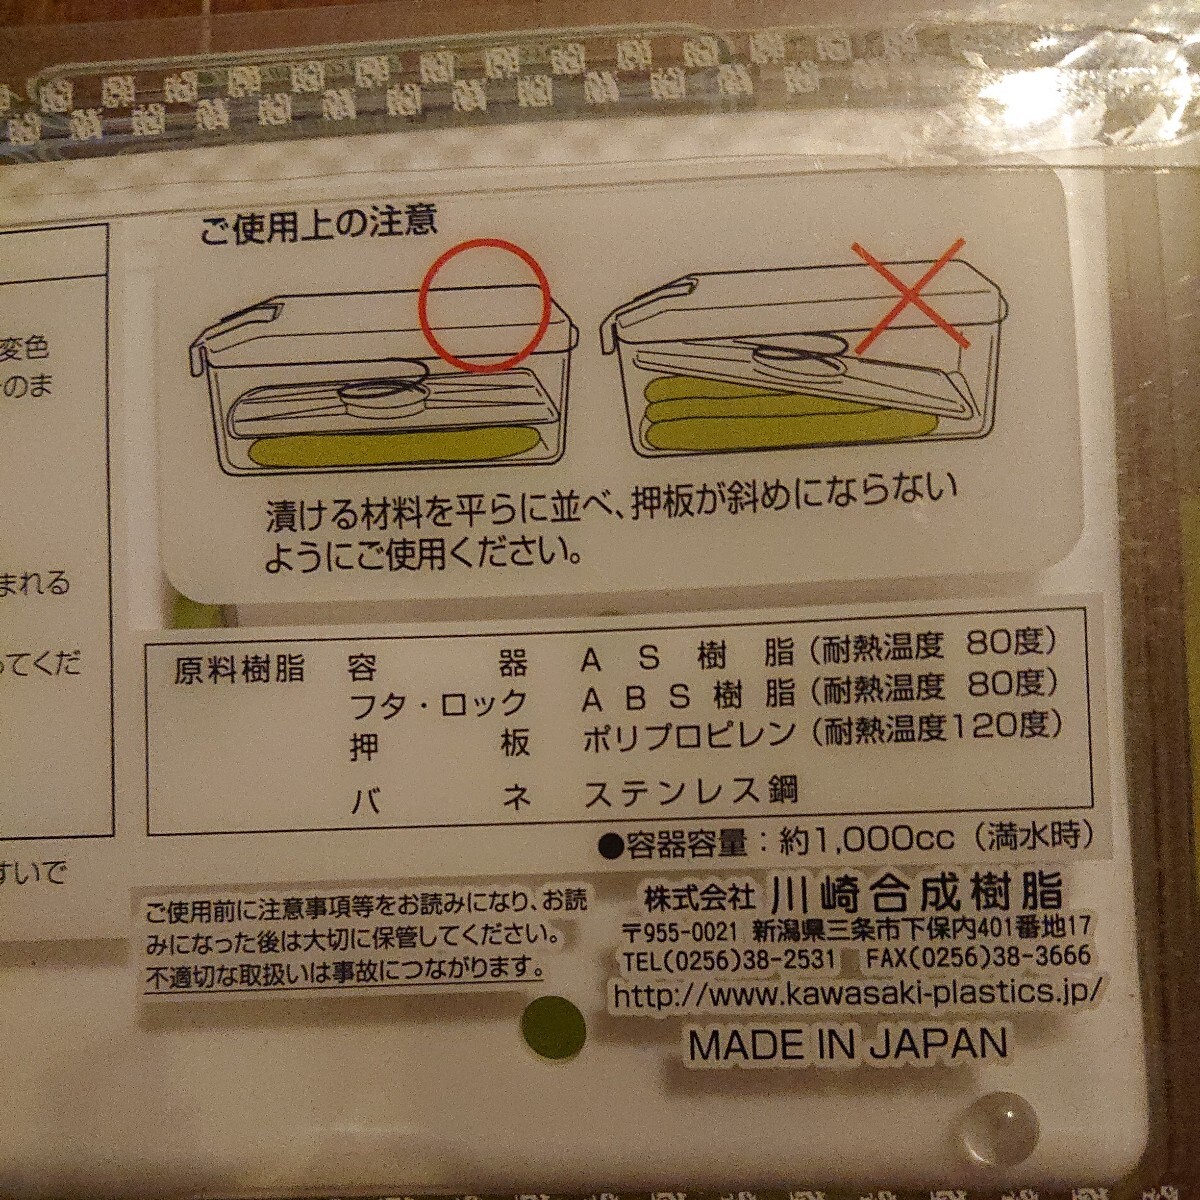 ご使用上の注意
漬ける材料を平らに並べ、押板が斜めにならない
ようにご使用ください。
変色
のま
まれる
ってくだ
すいで
原料樹脂 容器 AS樹脂(耐熱温度 80度)
フタ・ロック ABS樹脂(耐熱温度 80度)
押板 ポリプロピレン(耐熱温度120度)
バネ ステンレス鋼
●容器容量：約1,000cc(満水時)
ご使用前に注意事項等をお読みになり、お読
みになった後は大切に保管してください。
不適切な取扱いは事故につながります。
株式会社 川崎合成樹脂
〒955-0021 新潟県三条市下保内401番地17
TEL(0256)38-2531 FAX(0256)38-3666
http://www.kawasaki-plastics.jp/
MADE IN JAPAN